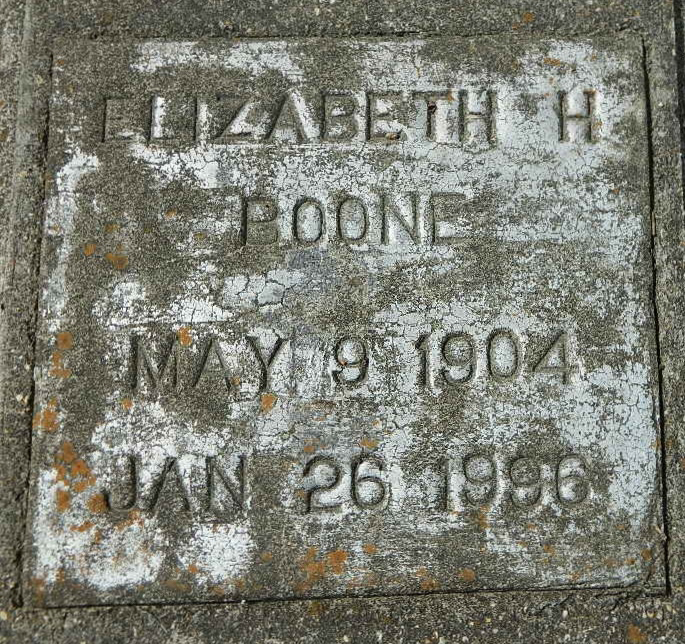 ELIZABETH H
BOONE
MAY 9 1904
JAN 26 1996